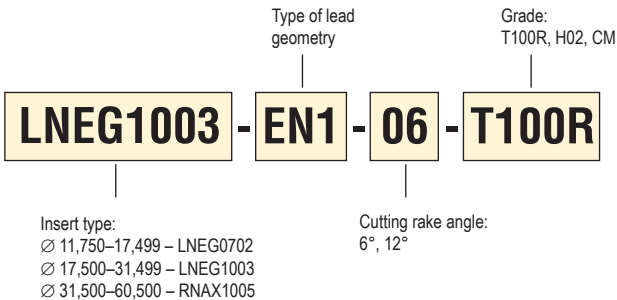 Type of lead
geometry
Grade:
T100R, H02, CM
LNEG1003 - EN1 - 06 - T100R
Insert type:
∅ 11,750–17,499 – LNEG0702
∅ 17,500–31,499 – LNEG1003
∅ 31,500–60,500 – RNAX1005
Cutting rake angle:
6°, 12°